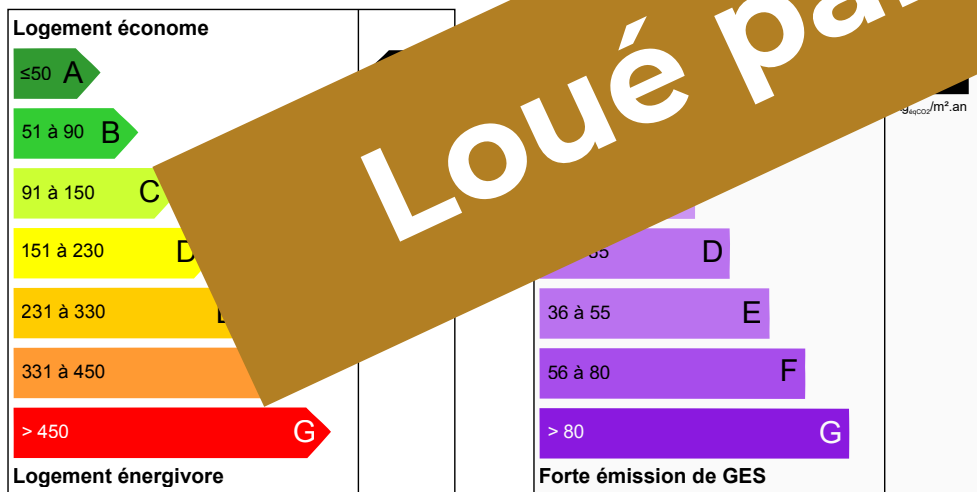 Logement économe
≤50 A
51 à 90 B
91 à 150 C
151 à 230 D
231 à 330
331 à 450
> 450 G
Logement énergivore
Loué
/m².an
D
36 à 55 E
56 à 80 F
> 80 G
Forte émission de GES